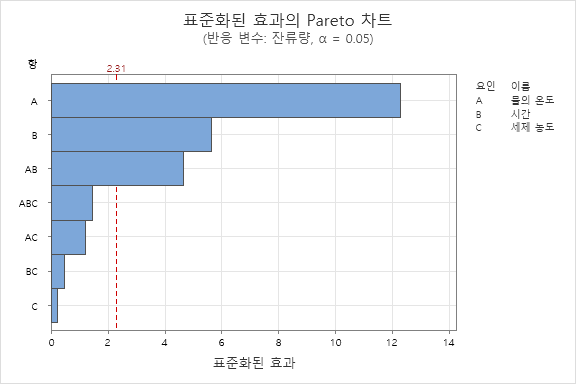 표준화된 효과의 Pareto 차트
(반응 변수: 잔류량, α = 0.05)
항
2.31
요인 이름
A 물의 온도
B 시간
C 세제 농도
A
B
AB
ABC
AC
BC
C
0 2 4 6 8 10 12 14
표준화된 효과